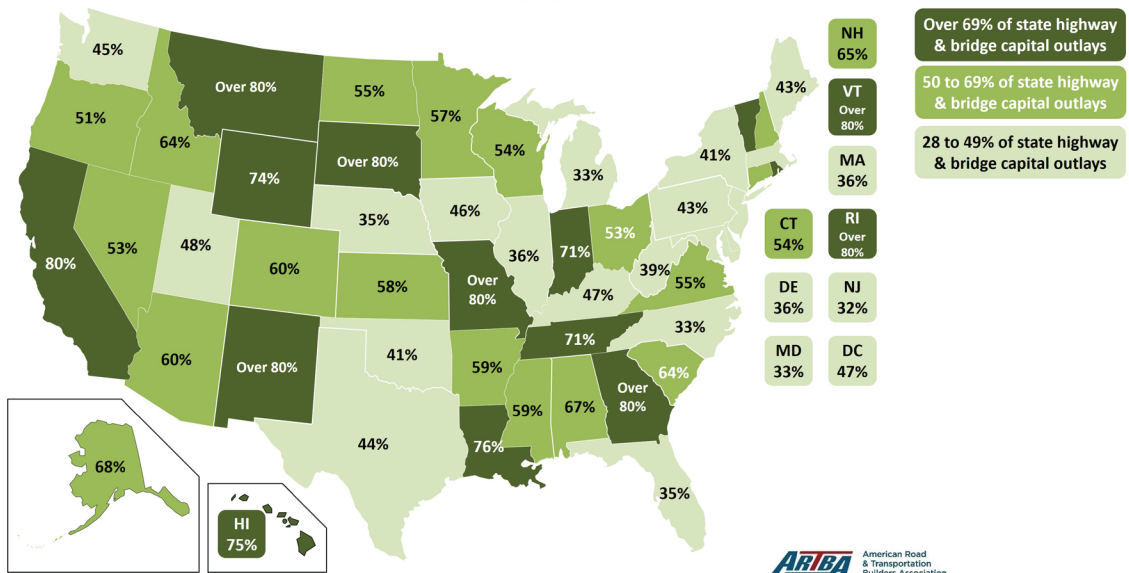 45%
51%
64%
Over 80%
74%
55%
Over 80%
57%
54%
33%
43%
41%
43%
80%
53%
48%
60%
35%
46%
36%
71%
53%
39%
47%
55%
33%
58%
Over
80%
71%
60%
Over 80%
41%
59%
59%
67%
Over
80%
64%
76%
44%
35%
68%
HI
75%
NH
65%
VT
Over
80%
MA
36%
CT
54%
RI
Over
80%
DE
36%
NJ
32%
MD
33%
DC
47%
Over 69% of state highway
& bridge capital outlays
50 to 69% of state highway
& bridge capital outlays
28 to 49% of state highway
& bridge capital outlays
ARTBA
American Road
& Transportation
Builders Association